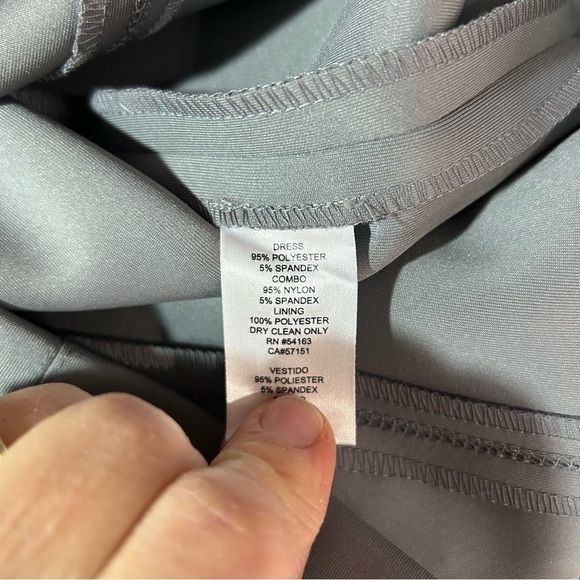 DRESS
95% POLYESTER
5% SPANDEX
COMBO
95% NYLON
5% SPANDEX
LINING
100% POLYESTER
DRY CLEAN ONLY
RN #54163
CA#57151
VESTIDO
95% POLIESTER
5% SPANDEX